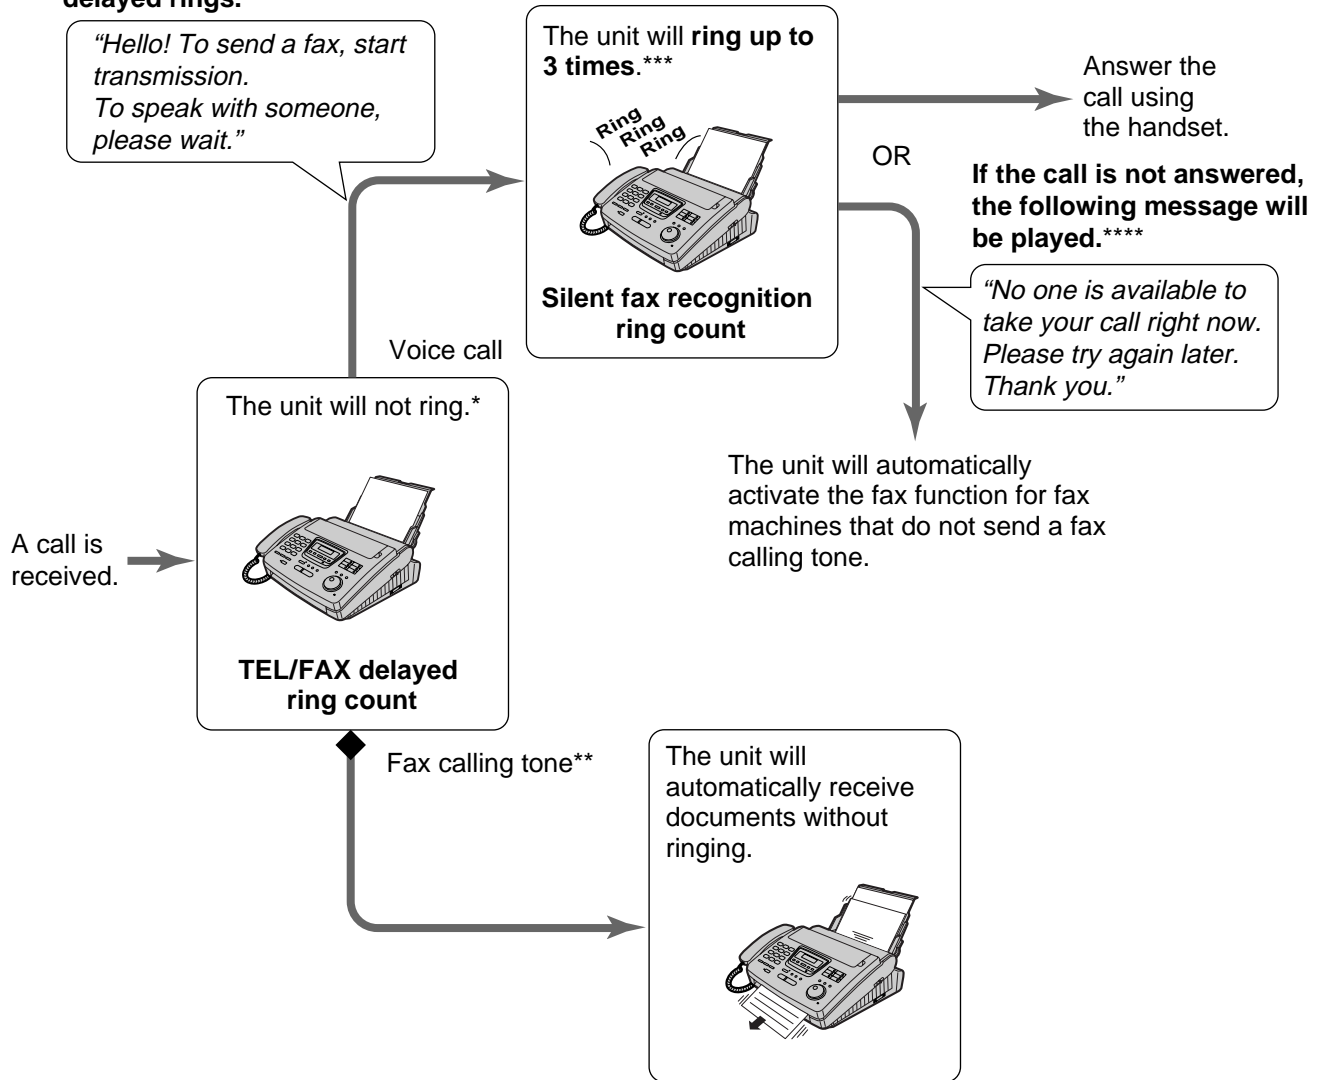 delayed rings.
“Hello! To send a fax, start
transmission.
To speak with someone,
please wait.”
The unit will ring up to
3 times.***
Ring
Ring
Ring
Silent fax recognition
ring count
Answer the
call using
the handset.
OR
If the call is not answered,
the following message will
be played.****
“No one is available to
take your call right now.
Please try again later.
Thank you.”
The unit will automatically
activate the fax function for fax
machines that do not send a fax
calling tone.
Voice call
The unit will not ring.*
TEL/FAX delayed
ring count
A call is
received.
Fax calling tone**
The unit will
automatically receive
documents without
ringing.